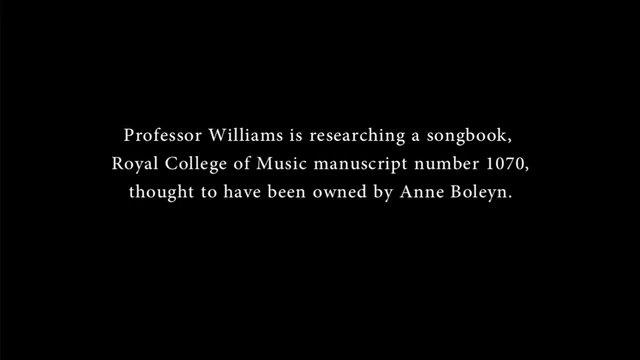 Professor Williams is researching a songbook,
Royal College of Music manuscript number 1070,
thought to have been owned by Anne Boleyn.